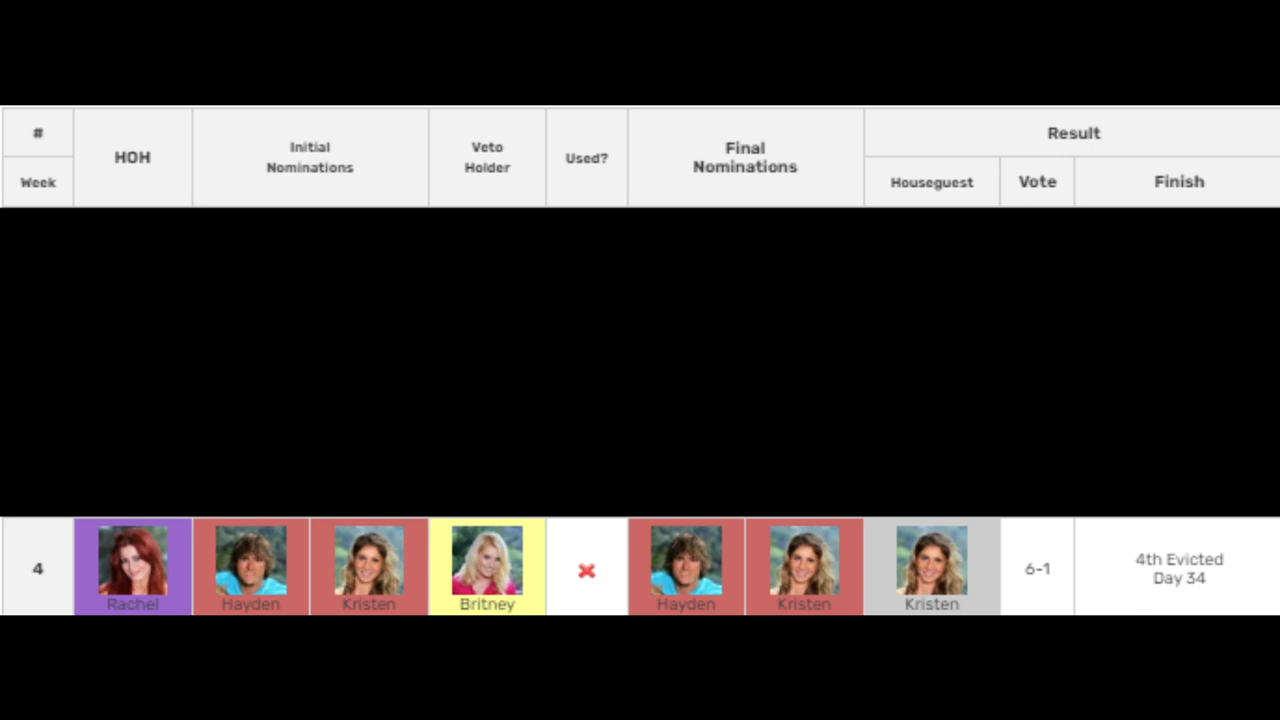 #
Week
HOH
Initial
Nominations
Veto
Holder
Used?
Final
Nominations
Result
Houseguest
Vote
Finish
4
Rachel
Hayden
Kristen
Britney
Hayden
Kristen
Kristen
6-1
4th Evicted
Day 34